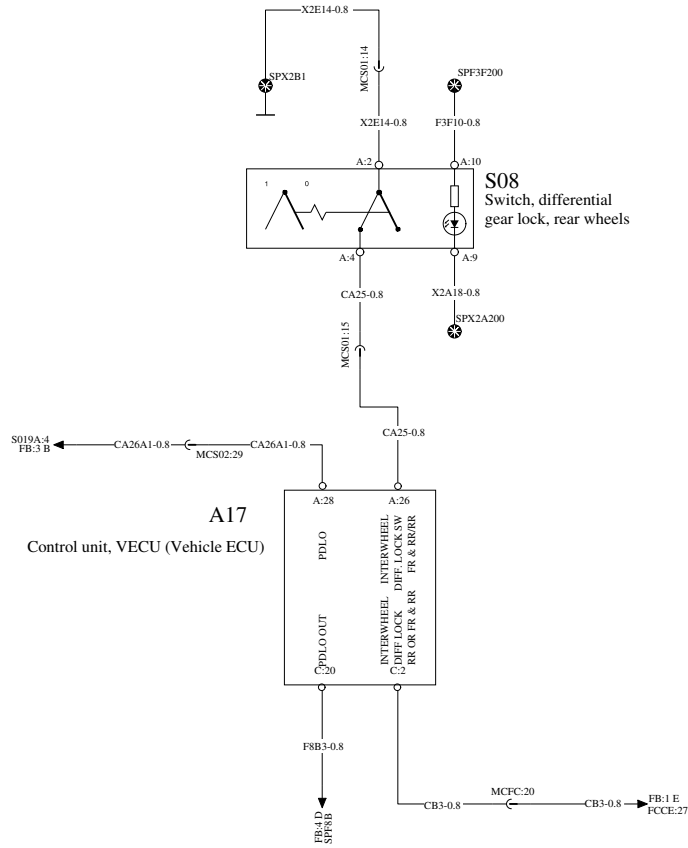 X2E14-0.8
SPX2B1
MCS01:14
SPF3F200
X2E14-0.8
F3F10-0.8
A:2
A:10
S08
Switch, differential
gear lock, rear wheels
1
0
A:4
A:9
CA25-0.8
X2A18-0.8
SPX2A200
MCS01:15
CA25-0.8
S019A:4
FB:3 B
CA26A1-0.8
CA26A1-0.8
MCS02:29
A:28
A:26
A17
Control unit, VECU (Vehicle ECU)
PDLO
INTERWHEEL
DIFF. LOCK SW
FR & RR/RR
PDLO OUT
INTERWHEEL
DIFF LOCK
RR OR FR & RR
C:20
C:2
F8B3-0.8
FB:4 D
SPF8B
CB3-0.8
MCFC:20
CB3-0.8
FB:1 E
FCCE:27